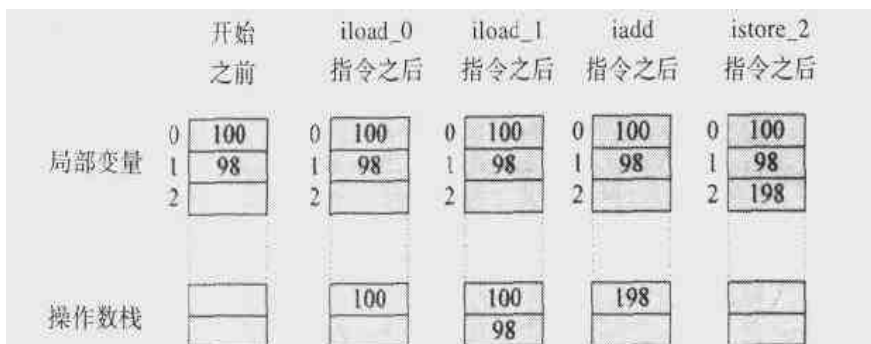 开始 iload_0 iload_1 iadd istore_2
之前 指令之后 指令之后 指令之后 指令之后
0 100 0 100 0 100 0 100 0 100
局部变量 1 98 1 98 1 98 1 98 1 98
2 2 2 2 2 198
100 100 198
操作数栈 98